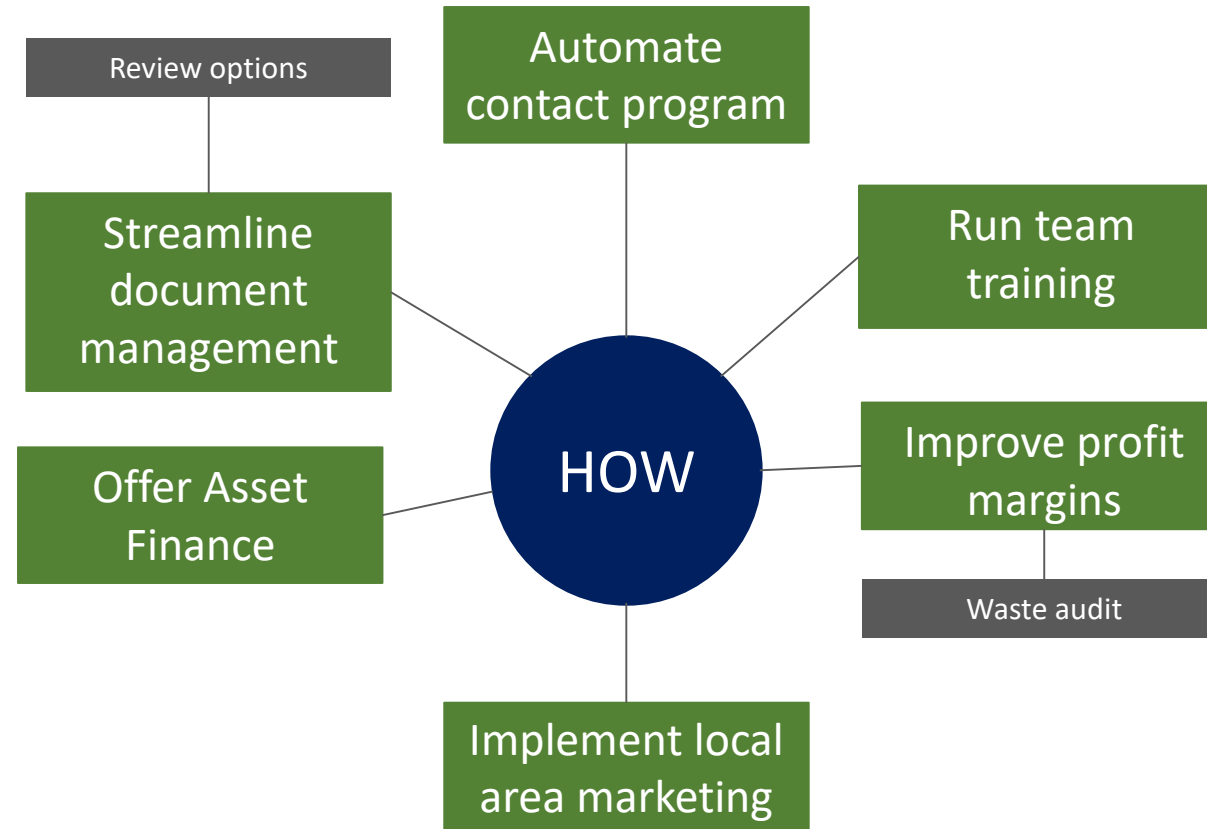 Automate
contact program
Review options
Streamline
document
management
Run team
training
HOW
Improve profit
margins
Offer Asset
Finance
Waste audit
Implement local
area marketing